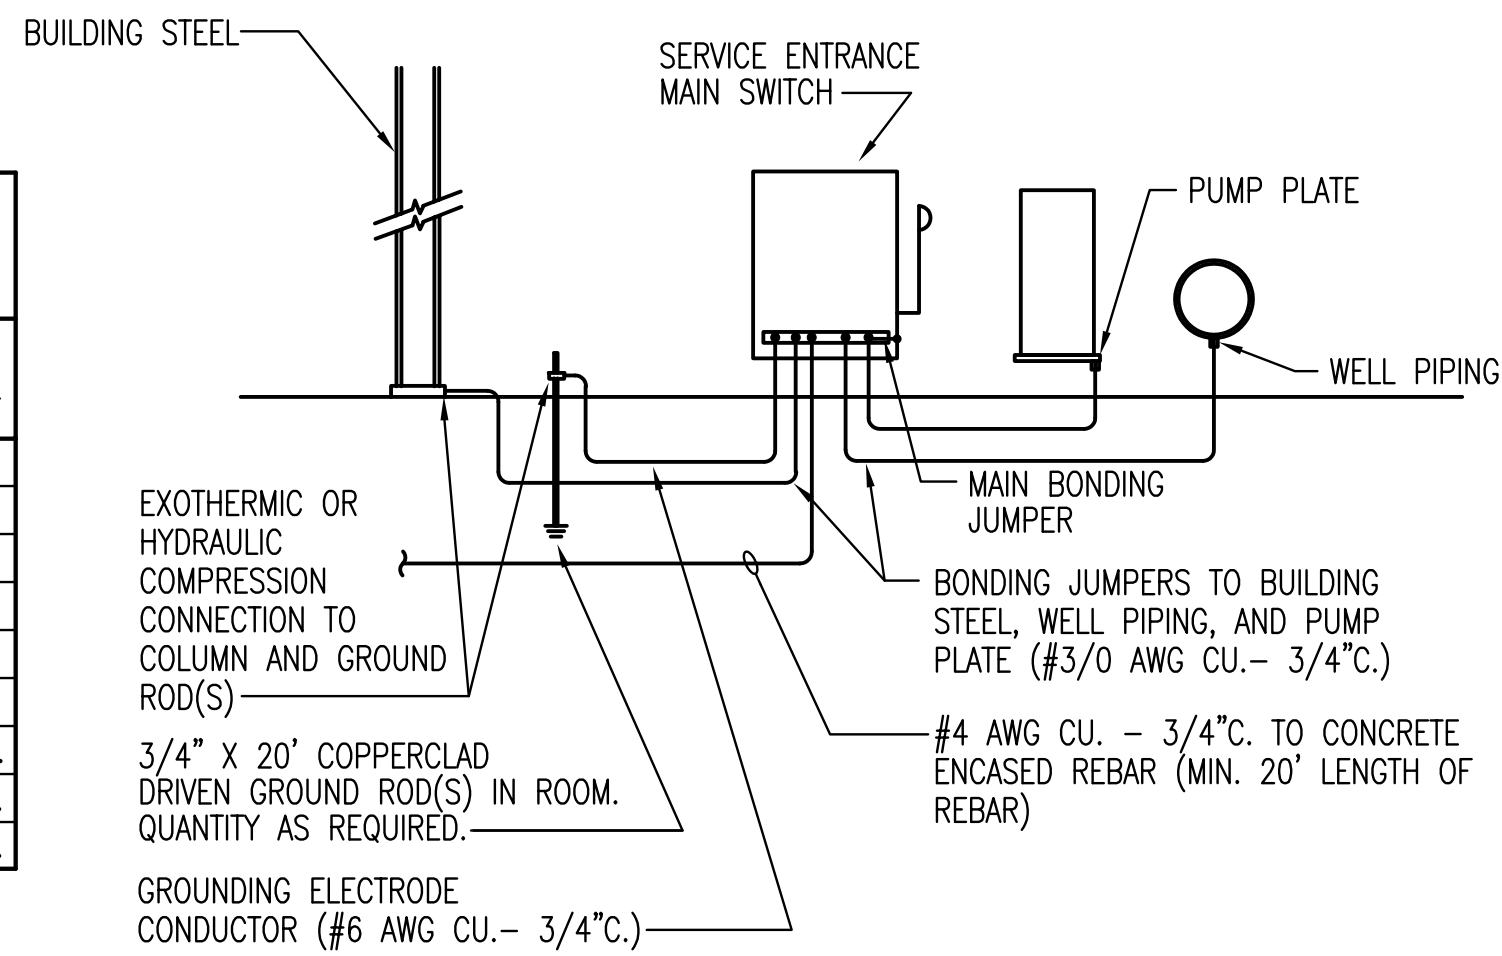 BUILDING STEEL
SERVICE ENTRANCE
MAIN SWITCH
PUMP PLATE
WELL PIPING
MAIN BONDING
JUMPER
EXOTHERMIC OR
HYDRAULIC
COMPRESSION
CONNECTION TO
COLUMN AND GROUND
ROD(S)
BONDING JUMPERS TO BUILDING
STEEL, WELL PIPING, AND PUMP
PLATE (#3/0 AWG CU.– 3/4"C.)
#4 AWG CU. – 3/4"C. TO CONCRETE
ENCASED REBAR (MIN. 20' LENGTH OF
REBAR)
3/4" X 20' COPPERCLAD
DRIVEN GROUND ROD(S) IN ROOM.
QUANTITY AS REQUIRED.
GROUNDING ELECTRODE
CONDUCTOR (#6 AWG CU.– 3/4"C.)